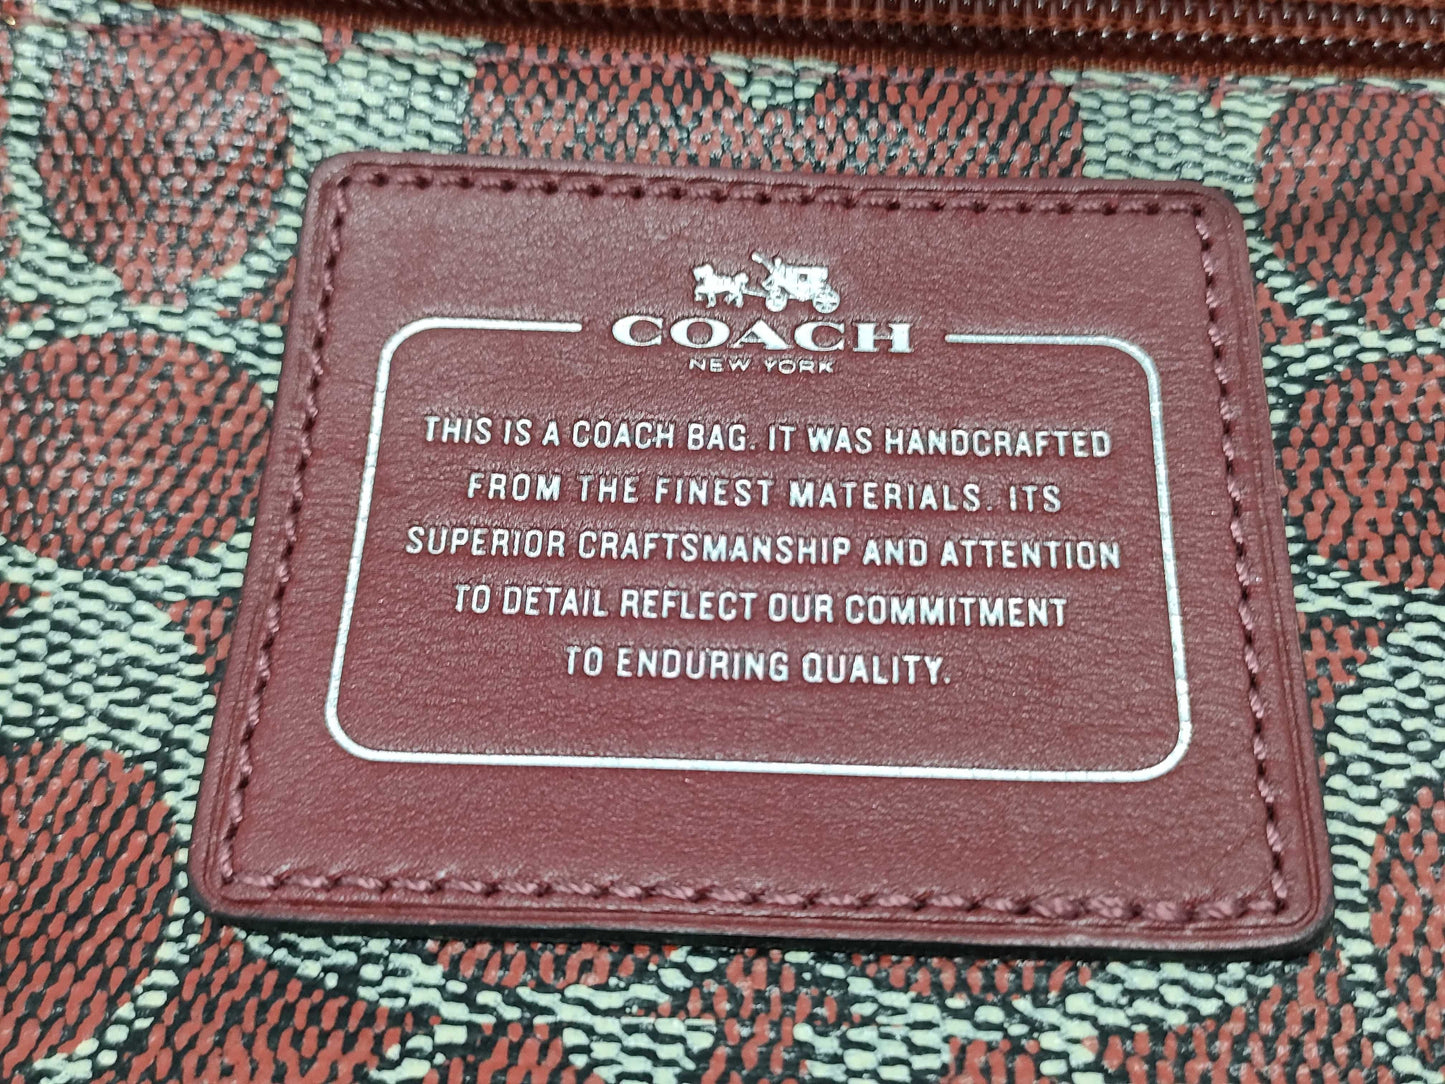 COACH
NEW YORK
THIS IS A COACH BAG. IT WAS HANDCRAFTED
FROM THE FINEST MATERIALS. ITS
SUPERIOR CRAFTSMANSHIP AND ATTENTION
TO DETAIL REFLECT OUR COMMITMENT
TO ENDURING QUALITY.